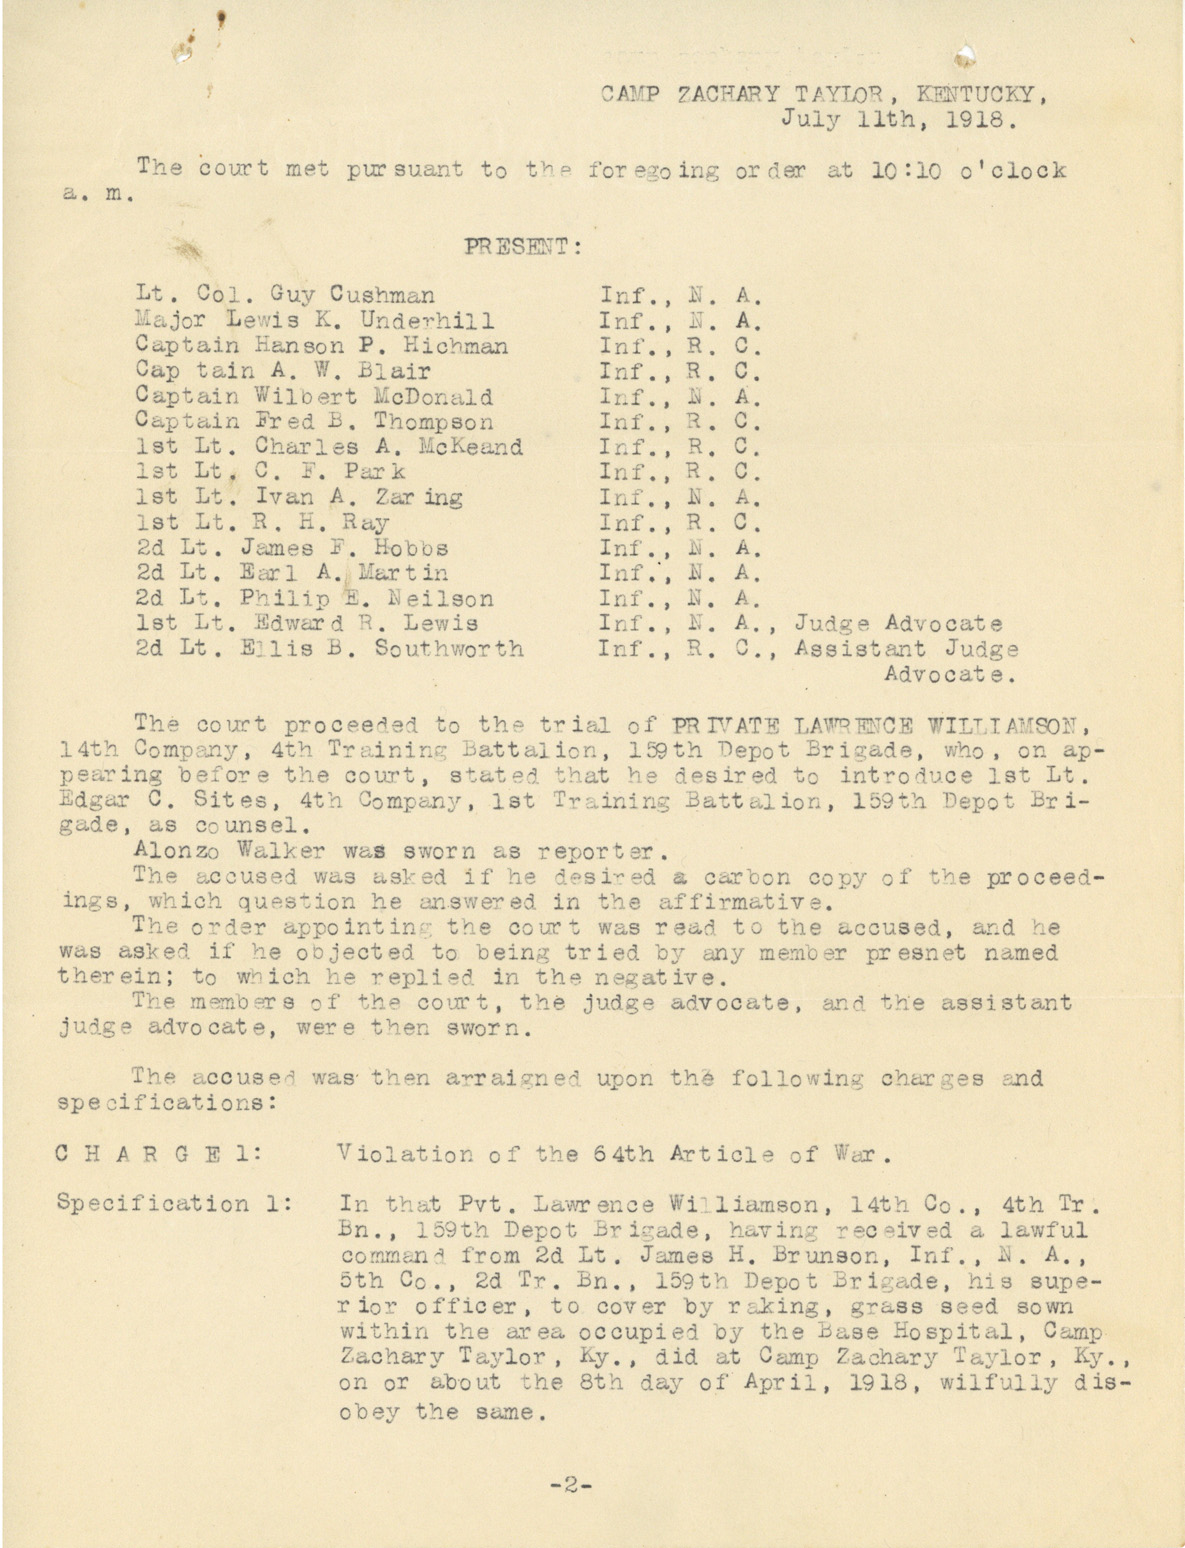 CAMP ZACHARY TAYLOR, KENTUCKY,
July 11th, 1918.
The court met pursuant to the foregoing order at 10:10 o'clock
a. m.
PRESENT:
Lt. Col. Guy Cushman Inf., N. A.
Major Lewis K. Underhill Inf., N. A.
Captain Hanson P. Hichman Inf., R. C.
Cap tain A. W. Blair Inf., R. C.
Captain Wilbert McDonald Inf., N. A.
Captain Fred B. Thompson Inf., R. C.
1st Lt. Charles A. McKeand Inf., R. C.
1st Lt. C. F. Park Inf., R. C.
1st Lt. Ivan A. Zaring Inf., N. A.
1st Lt. R. H. Ray Inf., R. C.
2d Lt. James F. Hobbs Inf., N. A.
2d Lt. Earl A. Martin Inf., N. A.
2d Lt. Philip E. Neilson Inf., N. A.
1st Lt. Edward R. Lewis Inf., N. A., Judge Advocate
2d Lt. Ellis B. Southworth Inf., R. C., Assistant Judge
Advocate.
The court proceeded to the trial of PRIVATE LAWRENCE WILLIAMSON,
14th Company, 4th Training Battalion, 159th Depot Brigade, who, on ap-
pearing before the court, stated that he desired to introduce 1st Lt.
Edgar C. Sites, 4th Company, 1st Training Battalion, 159th Depot Bri-
gade, as counsel.
Alonzo Walker was sworn as reporter.
The accused was asked if he desired a carbon copy of the proceed-
ings, which question he answered in the affirmative.
The order appointing the court was read to the accused, and he
was asked if he objected to being tried by any member presnet named
therein; to which he replied in the negative.
The members of the court, the judge advocate, and the assistant
judge advocate, were then sworn.
The accused was then arraigned upon the following charges and
specifications:
C H A R G E 1: Violation of the 64th Article of War.
Specification 1: In that Pvt. Lawrence Williamson, 14th Co., 4th Tr.
Bn., 159th Depot Brigade, having received a lawful
command from 2d Lt. James H. Brunson, Inf., N. A.,
5th Co., 2d Tr. Bn., 159th Depot Brigade, his supe-
rior officer, to cover by raking, grass seed sown
within the area occupied by the Base Hospital, Camp
Zachary Taylor, Ky., did at Camp Zachary Taylor, Ky.,
on or about the 8th day of April, 1918, wilfully dis-
obey the same.
-2-